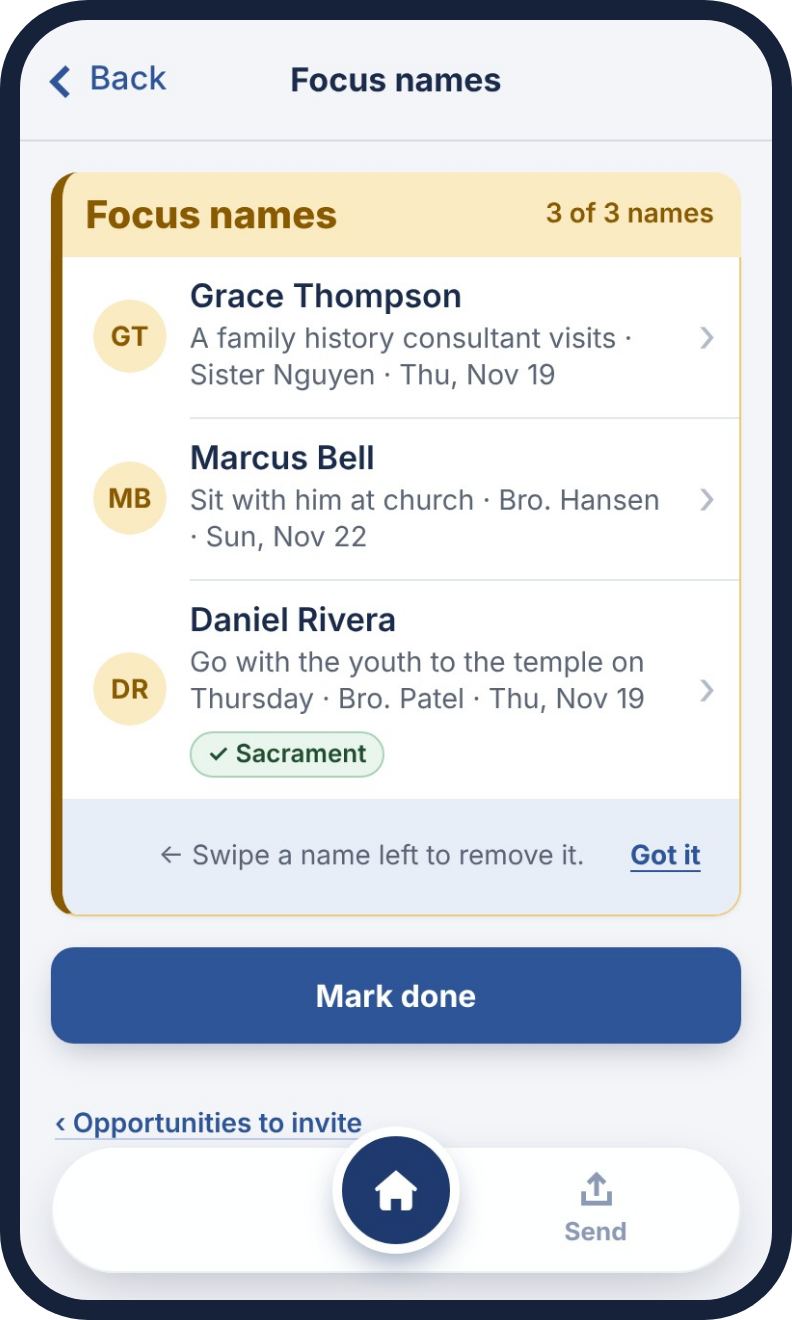 Back
Focus names
Focus names
3 of 3 names
GT
Grace Thompson
A family history consultant visits ·
Sister Nguyen · Thu, Nov 19
MB
Marcus Bell
Sit with him at church · Bro. Hansen
· Sun, Nov 22
DR
Daniel Rivera
Go with the youth to the temple on
Thursday · Bro. Patel · Thu, Nov 19
✓ Sacrament
← Swipe a name left to remove it.
Got it
Mark done
‹ Opportunities to invite
Send